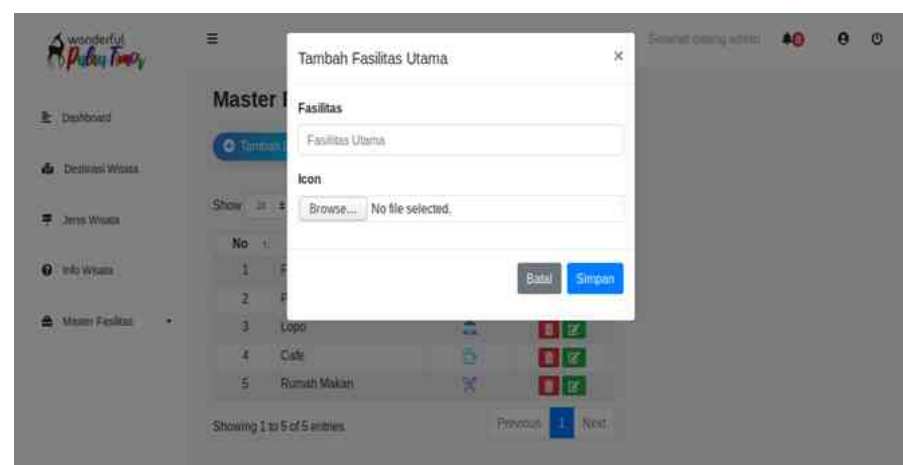 wonderful
Pulau Timor
Selamat datang admin
Tambah Fasilitas Utama ×
Master F
Fasilitas
Dashboard
Fasilitas Utama
Tambah
Destinasi Wisata
Icon
Show
Browse... No file selected.
Jenis Wisata
No
Info Wisata
1 F
Batal Simpan
2 F
Master Fasilitas
3 Lopo
4 Cafe
5 Rumah Makan
Showing 1 to 5 of 5 entries
Previous 1 Next